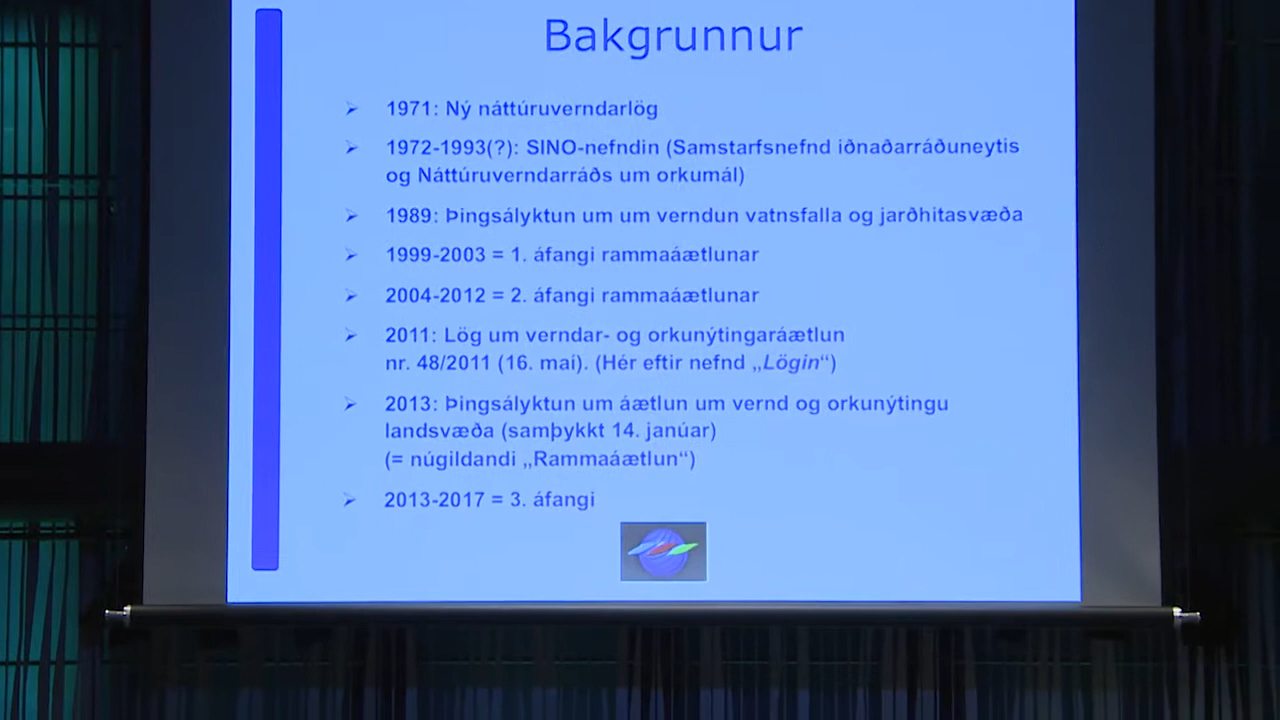 Bakgrunnur
➢ 1971: Ný náttúruverndarlög
➢ 1972-1993(?): SINO-nefndin (Samstarfsnefnd iðnaðarráðuneytis
og Náttúruverndarráðs um orkumál)
➢ 1989: Þingsályktun um um verndun vatnsfalla og jarðhitasvæða
➢ 1999-2003 = 1. áfangi rammaáætlunar
➢ 2004-2012 = 2. áfangi rammaáætlunar
➢ 2011: Lög um verndar- og orkunýtingaráætlun
nr. 48/2011 (16. maí). (Hér eftir nefnd „Lögin“)
➢ 2013: Þingsályktun um áætlun um vernd og orkunýtingu
landsvæða (samþykkt 14. janúar)
(= núgildandi „Rammaáætlun“)
➢ 2013-2017 = 3. áfangi